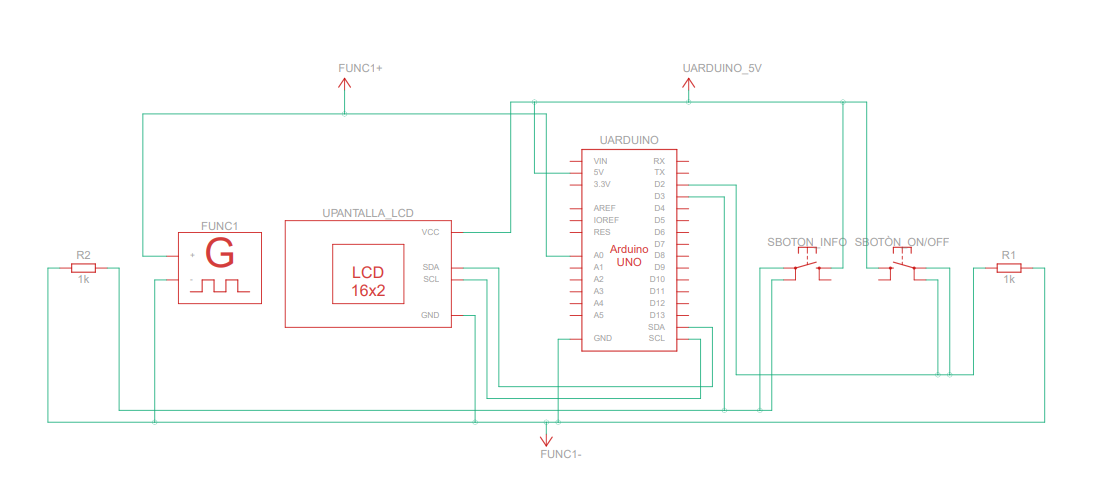 FUNC1+
UARDUINO_5V
UARDUINO
VIN
5V
3.3V
AREF
IOREF
RES
A0
A1
A2
A3
A4
A5
GND
Arduino
UNO
RX
TX
D2
D3
D4
D5
D6
D7
D8
D9
D10
D11
D12
D13
SDA
SCL
UPANTALLA_LCD
VCC
SDA
SCL
GND
LCD
16x2
FUNC1
G
+
-
R2
1k
SBOTON_INFO
SBOTÓN_ON/OFF
R1
1k
FUNC1-